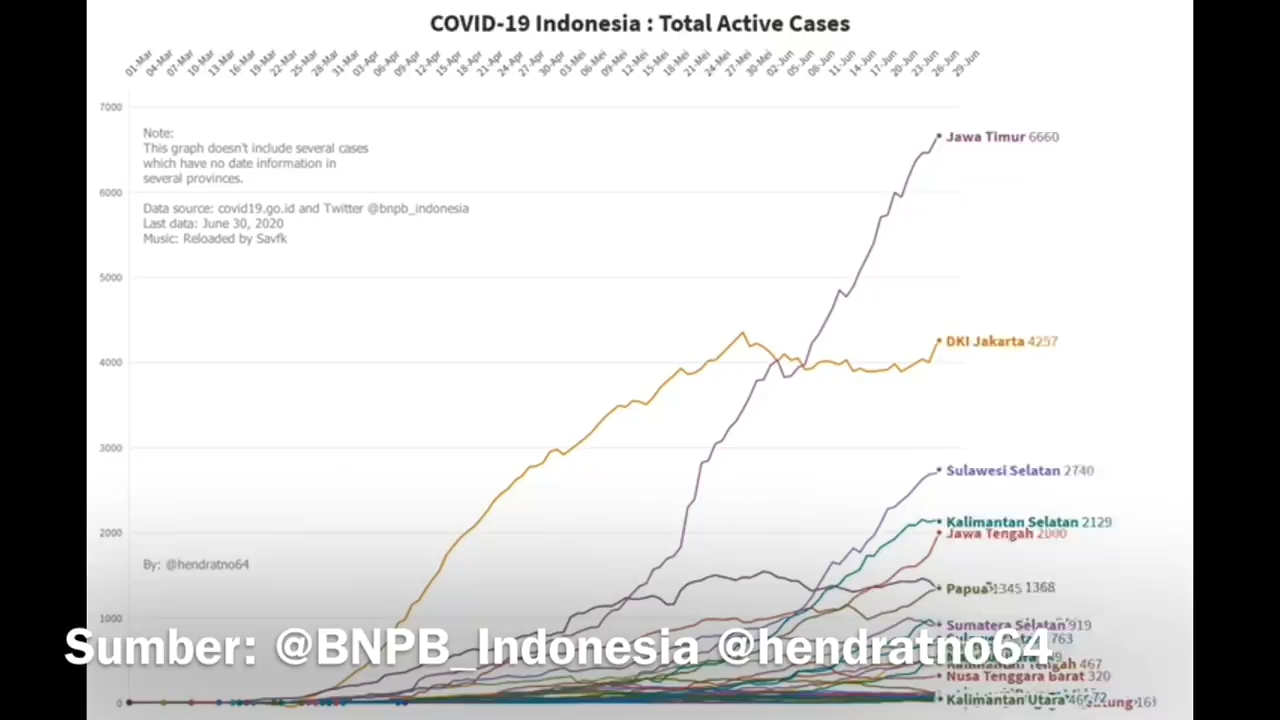 COVID-19 Indonesia : Total Active Cases
01-Mar 04-Mar 07-Mar 10-Mar 13-Mar 16-Mar 19-Mar 22-Mar 25-Mar 28-Mar 31-Mar 03-Apr 06-Apr 09-Apr 12-Apr 15-Apr 18-Apr 21-Apr 24-Apr 27-Apr 30-Apr 03-Mei 06-Mei 09-Mei 12-Mei 15-Mei 18-Mei 21-Mei 24-Mei 27-Mei 30-Mei 02-Jun 05-Jun 08-Jun 11-Jun 14-Jun 17-Jun 20-Jun 23-Jun 26-Jun 29-Jun
7000
Note:
This graph doesn't include several cases
which have no date information in
several provinces.
Jawa Timur 6660
6000
Data source: covid19.go.id and Twitter @bnpb_indonesia
Last data: June 30, 2020
Music: Reloaded by Savfk
5000
DKI Jakarta
4000
3000
Sulawesi Selatan 2740
Kalimantan Selatan 2129
2000
Jawa Tengah 2000
By: @hendratno64
Papua 1345 1368
1000
Sumatera Selatan 919
763
Sumber: @BNPB_Indonesia @hendratno64
Kalimantan Tengah 467
Nusa Tenggara Barat 320
Kalimantan Utara
0